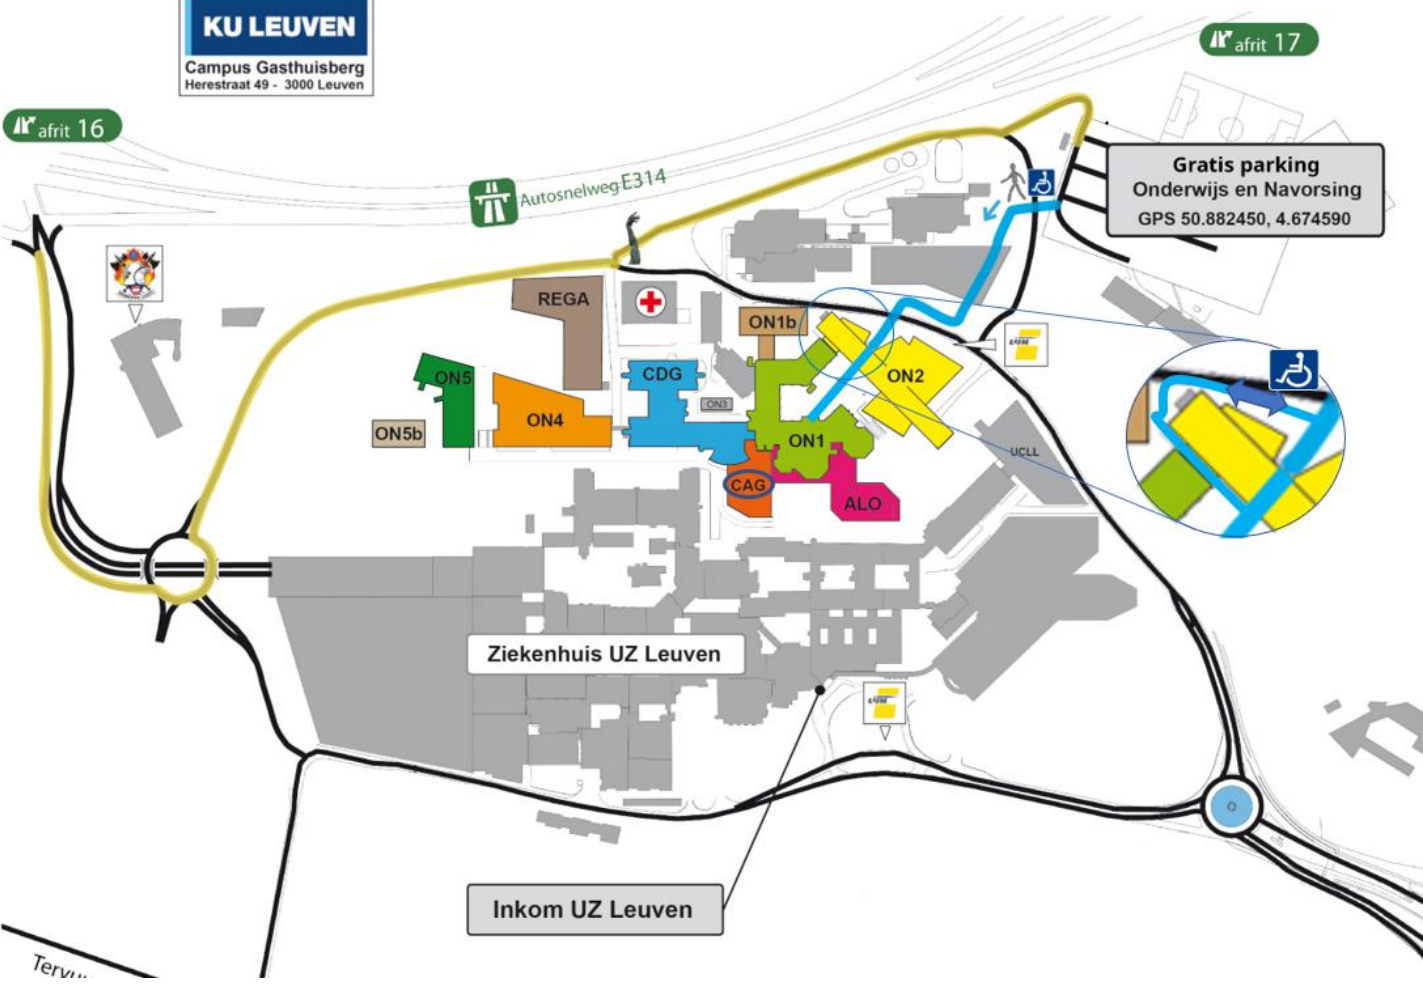 KU LEUVEN
Campus Gasthuisberg
Herestraat 49 - 3000 Leuven
afrit 17
afrit 16
Autosnelweg E314
Gratis parking
Onderwijs en Navorsing
GPS 50.882450, 4.674590
REGA
ON1b
CDG
ON5
ON2
ON3
ON4
ON5b
ON1
UCLL
CAG
ALO
Ziekenhuis UZ Leuven
Inkom UZ Leuven